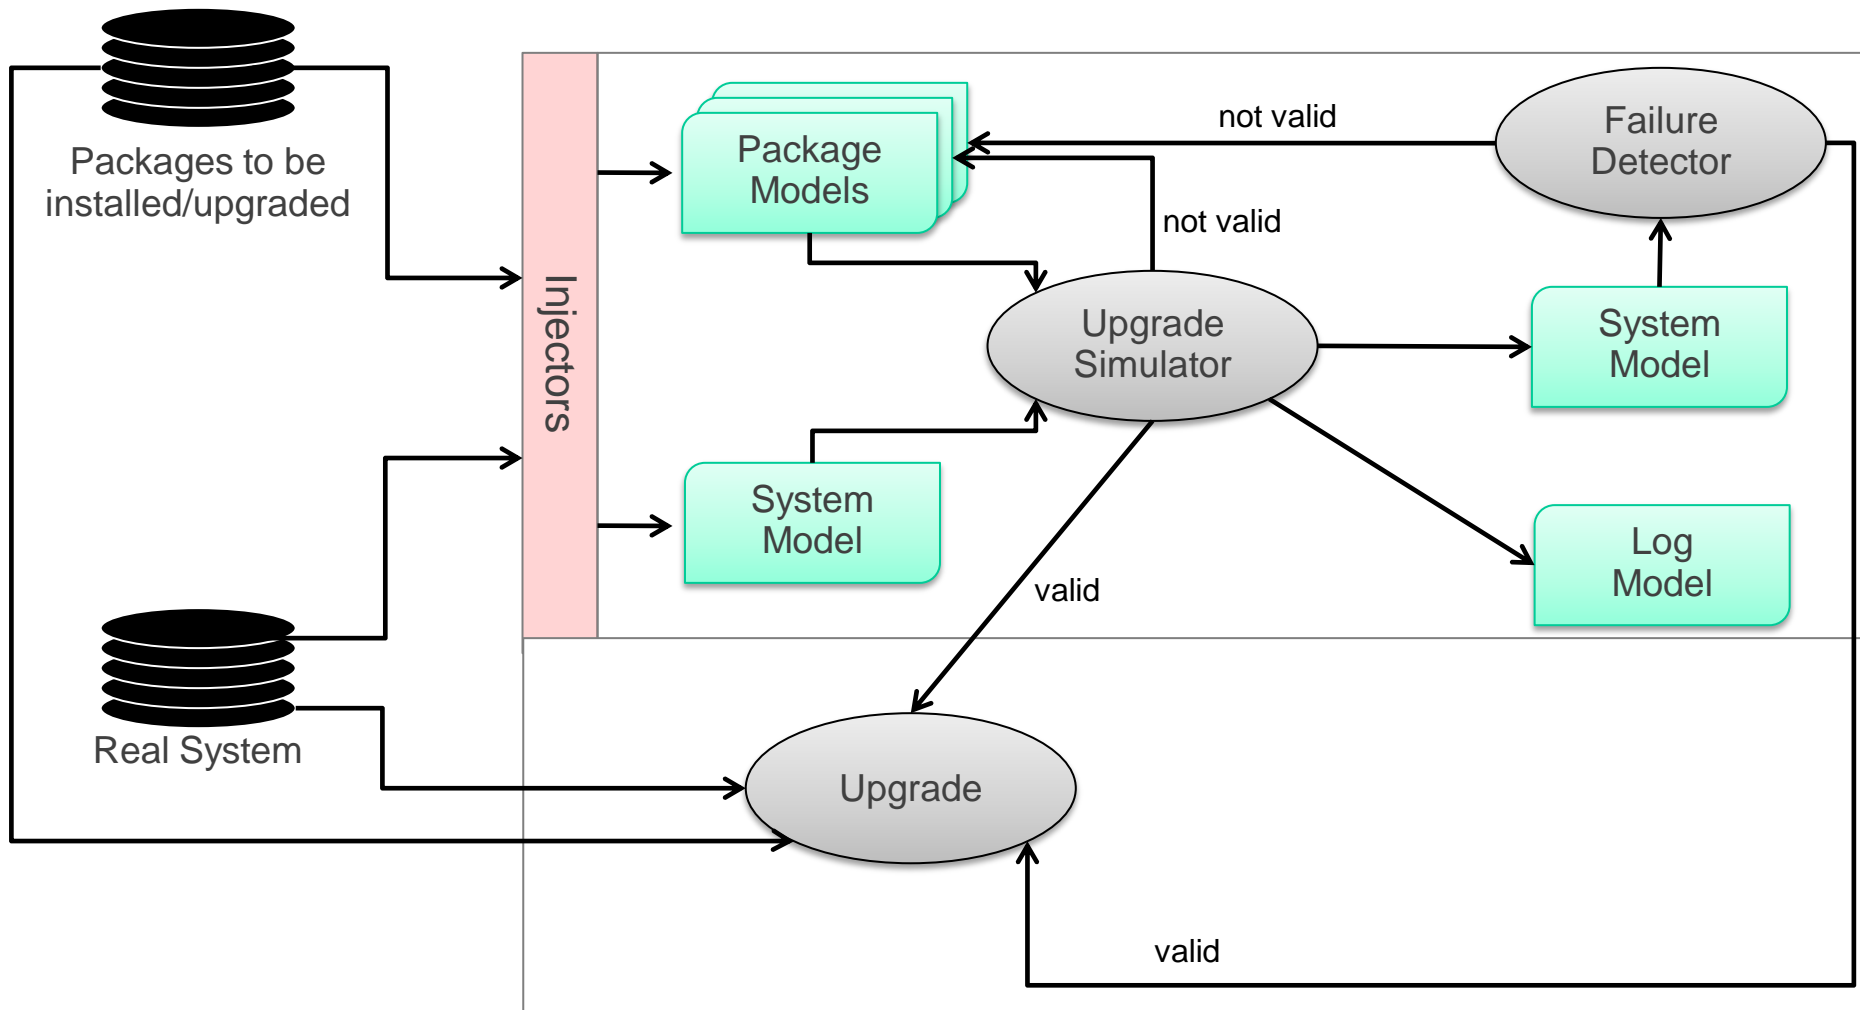 Packages to be
installed/upgraded
Real System
Injectors
Package
Models
not valid
Failure
Detector
not valid
Upgrade
Simulator
System
Model
System
Model
Log
Model
valid
Upgrade
valid